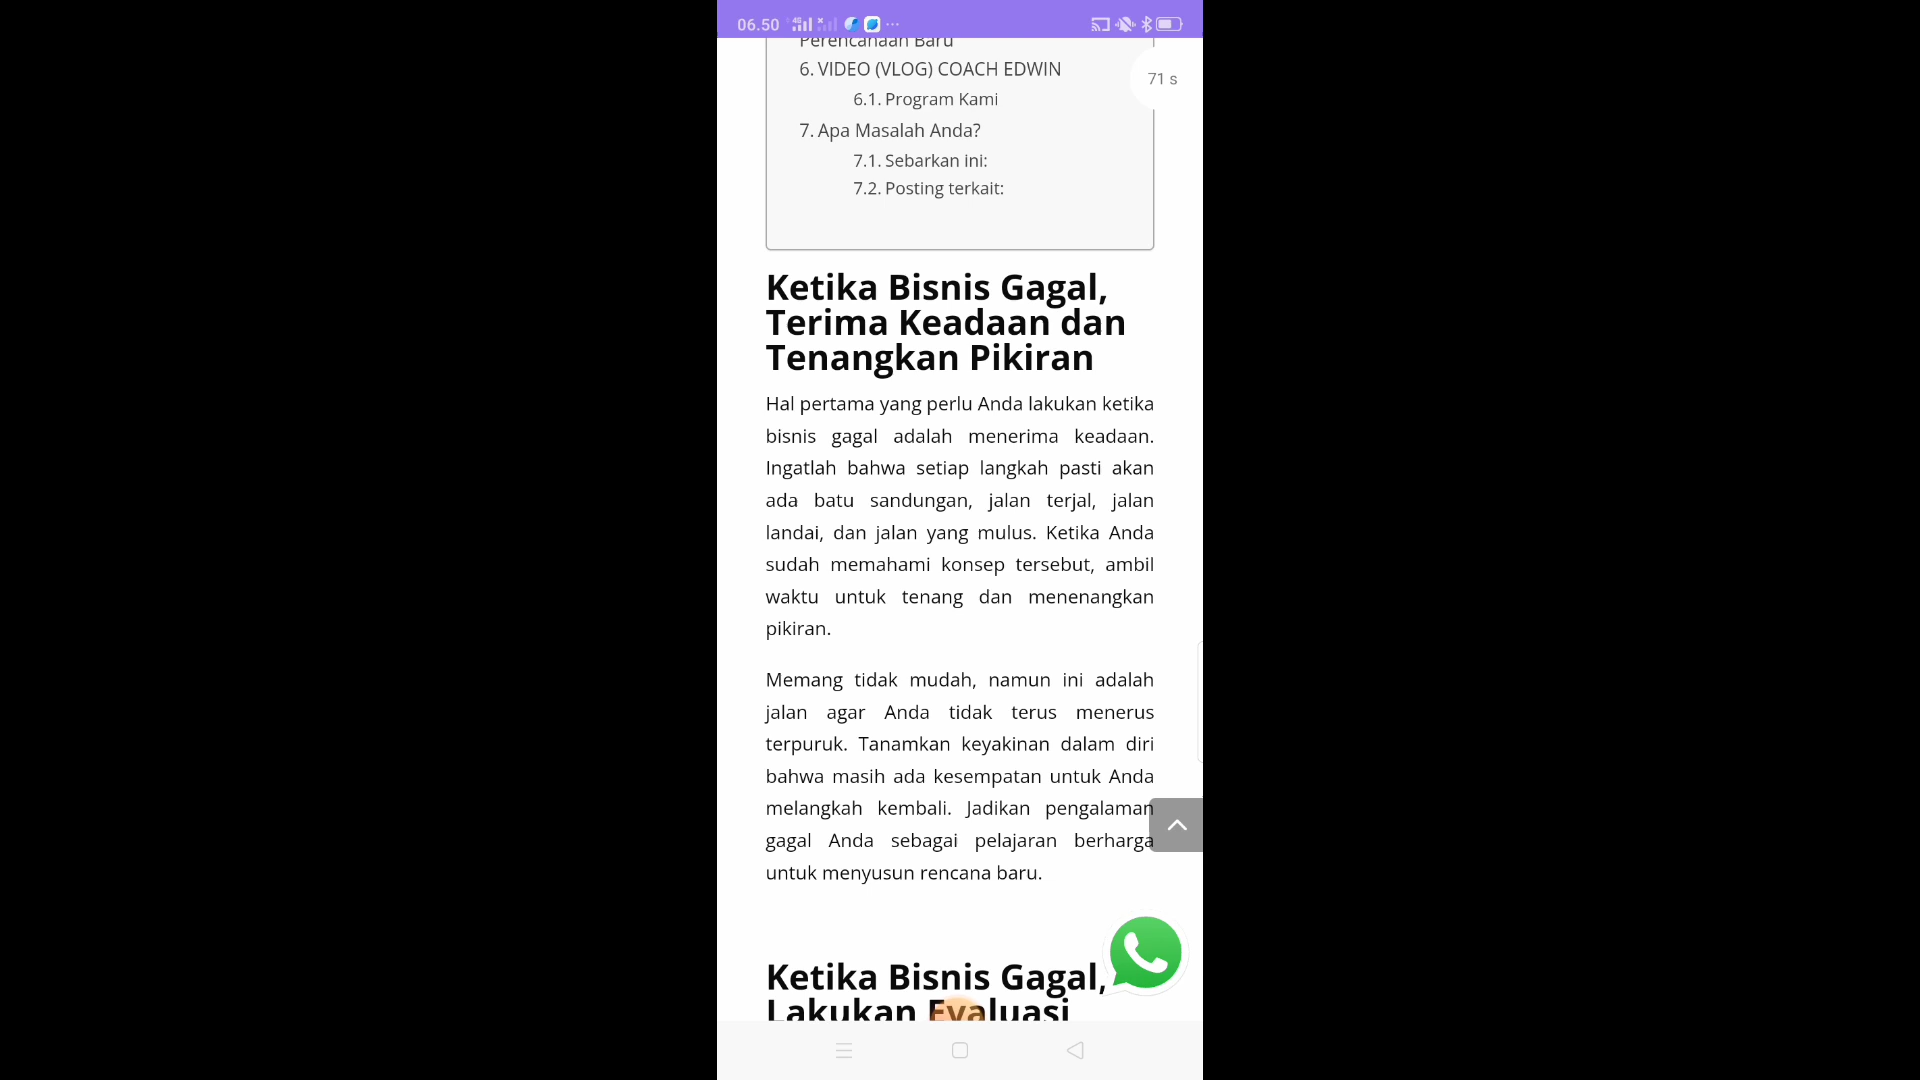 06.50
Perencanaan Baru
6. VIDEO (VLOG) COACH EDWIN
71 s
6.1. Program Kami
7. Apa Masalah Anda?
7.1. Sebarkan ini:
7.2. Posting terkait:
Ketika Bisnis Gagal,
Terima Keadaan dan
Tenangkan Pikiran
Hal pertama yang perlu Anda lakukan ketika
bisnis gagal adalah menerima keadaan.
Ingatlah bahwa setiap langkah pasti akan
ada batu sandungan, jalan terjal, jalan
landai, dan jalan yang mulus. Ketika Anda
sudah memahami konsep tersebut, ambil
waktu untuk tenang dan menenangkan
pikiran.
Memang tidak mudah, namun ini adalah
jalan agar Anda tidak terus menerus
terpuruk. Tanamkan keyakinan dalam diri
bahwa masih ada kesempatan untuk Anda
melangkah kembali. Jadikan pengalaman
gagal Anda sebagai pelajaran berharga
untuk menyusun rencana baru.
Ketika Bisnis Gagal,
Lakukan Evaluasi